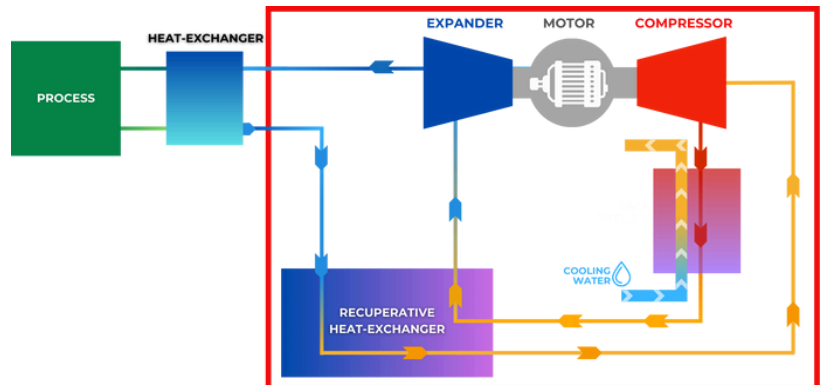 EXPANDER
MOTOR
COMPRESSOR
HEAT-EXCHANGER
PROCESS
COOLING
WATER
RECUPERATIVE
HEAT-EXCHANGER